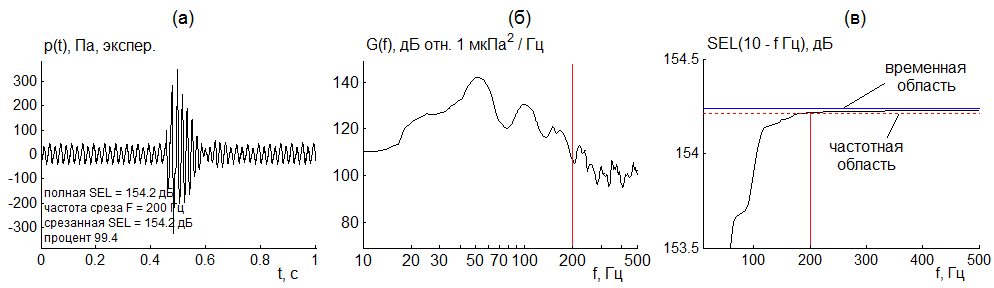 (а)
p(t), Па, экспер.
300
200
100
0
-100
-200
-300
полная SEL = 154.2 дБ
частота среза F = 200 Гц
срезанная SEL = 154.2 дБ
процент 99.4
0 0.2 0.4 0.6 0.8 1
t, с
(б)
G(f), дБ отн. 1 мкПа² / Гц
140
120
100
80
10 20 30 50 70 100 200 500
f, Гц
(в)
SEL(10 - f Гц), дБ
154.5
154
153.5
временная
область
частотная
область
100 200 300 400 500
f, Гц